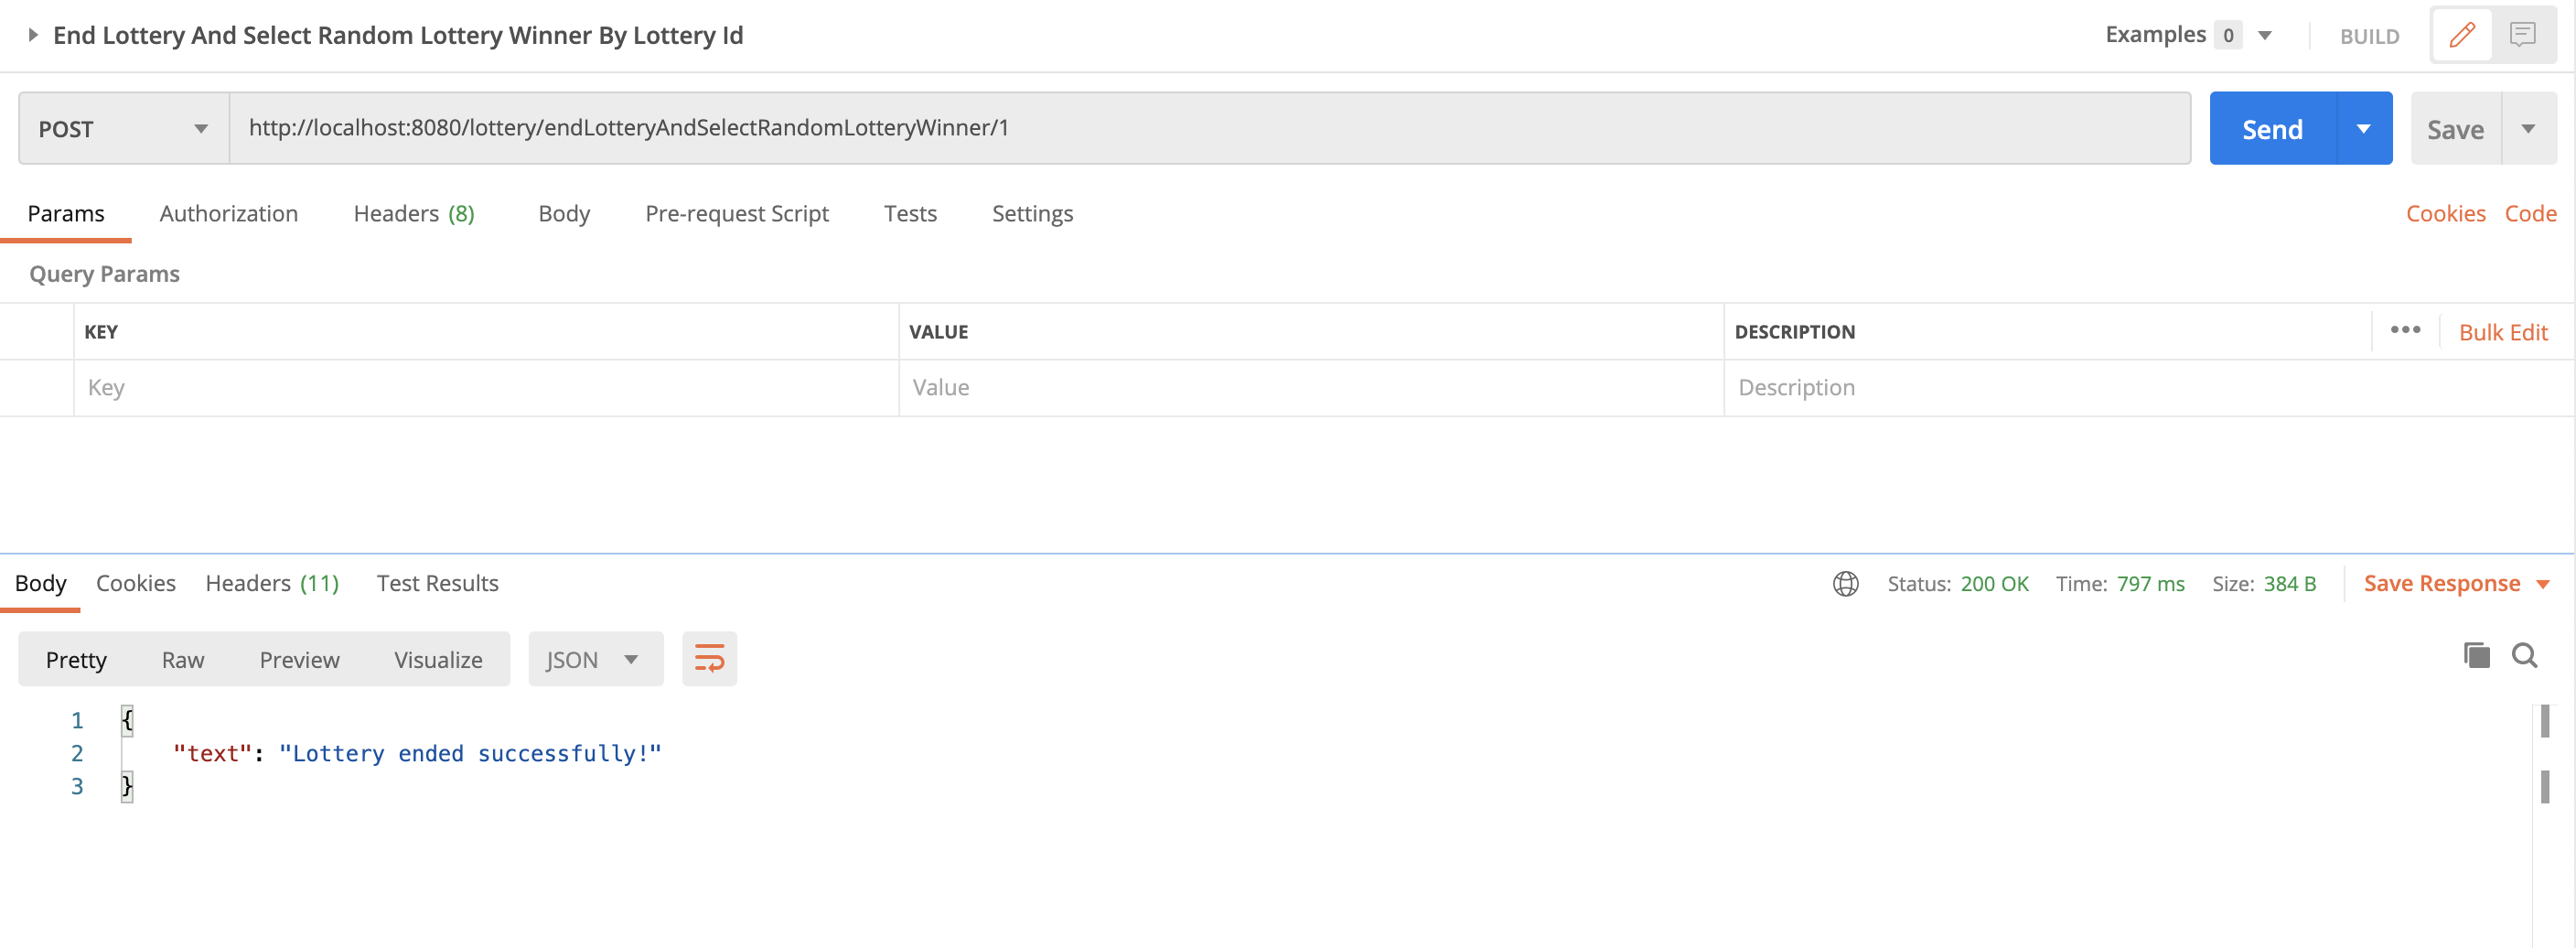 End Lottery And Select Random Lottery Winner By Lottery Id Examples 0 BUILD
POST http://localhost:8080/lottery/endLotteryAndSelectRandomLotteryWinner/1 Send Save
Params Authorization Headers (8) Body Pre-request Script Tests Settings Cookies Code
Query Params
KEY VALUE DESCRIPTION ••• Bulk Edit
Key Value Description
Body Cookies Headers (11) Test Results Status: 200 OK Time: 797 ms Size: 384 B Save Response
Pretty Raw Preview Visualize JSON
1 {
2 "text": "Lottery ended successfully!"
3 }